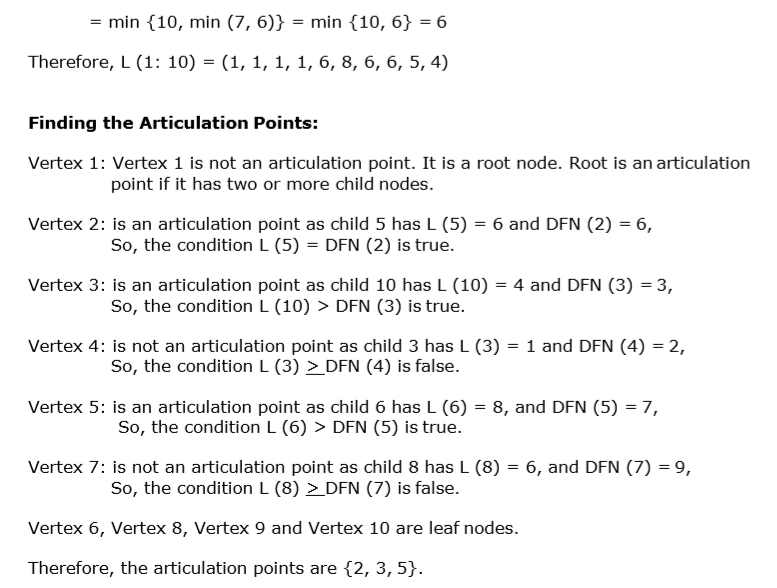 = min {10, min (7, 6)} = min {10, 6} = 6
Therefore, L (1: 10) = (1, 1, 1, 1, 6, 8, 6, 6, 5, 4)
Finding the Articulation Points:
Vertex 1: Vertex 1 is not an articulation point. It is a root node. Root is an articulation
point if it has two or more child nodes.
Vertex 2: is an articulation point as child 5 has L (5) = 6 and DFN (2) = 6,
So, the condition L (5) = DFN (2) is true.
Vertex 3: is an articulation point as child 10 has L (10) = 4 and DFN (3) = 3,
So, the condition L (10) > DFN (3) is true.
Vertex 4: is not an articulation point as child 3 has L (3) = 1 and DFN (4) = 2,
So, the condition L (3) > DFN (4) is false.
Vertex 5: is an articulation point as child 6 has L (6) = 8, and DFN (5) = 7,
So, the condition L (6) > DFN (5) is true.
Vertex 7: is not an articulation point as child 8 has L (8) = 6, and DFN (7) = 9,
So, the condition L (8) > DFN (7) is false.
Vertex 6, Vertex 8, Vertex 9 and Vertex 10 are leaf nodes.
Therefore, the articulation points are {2, 3, 5}.